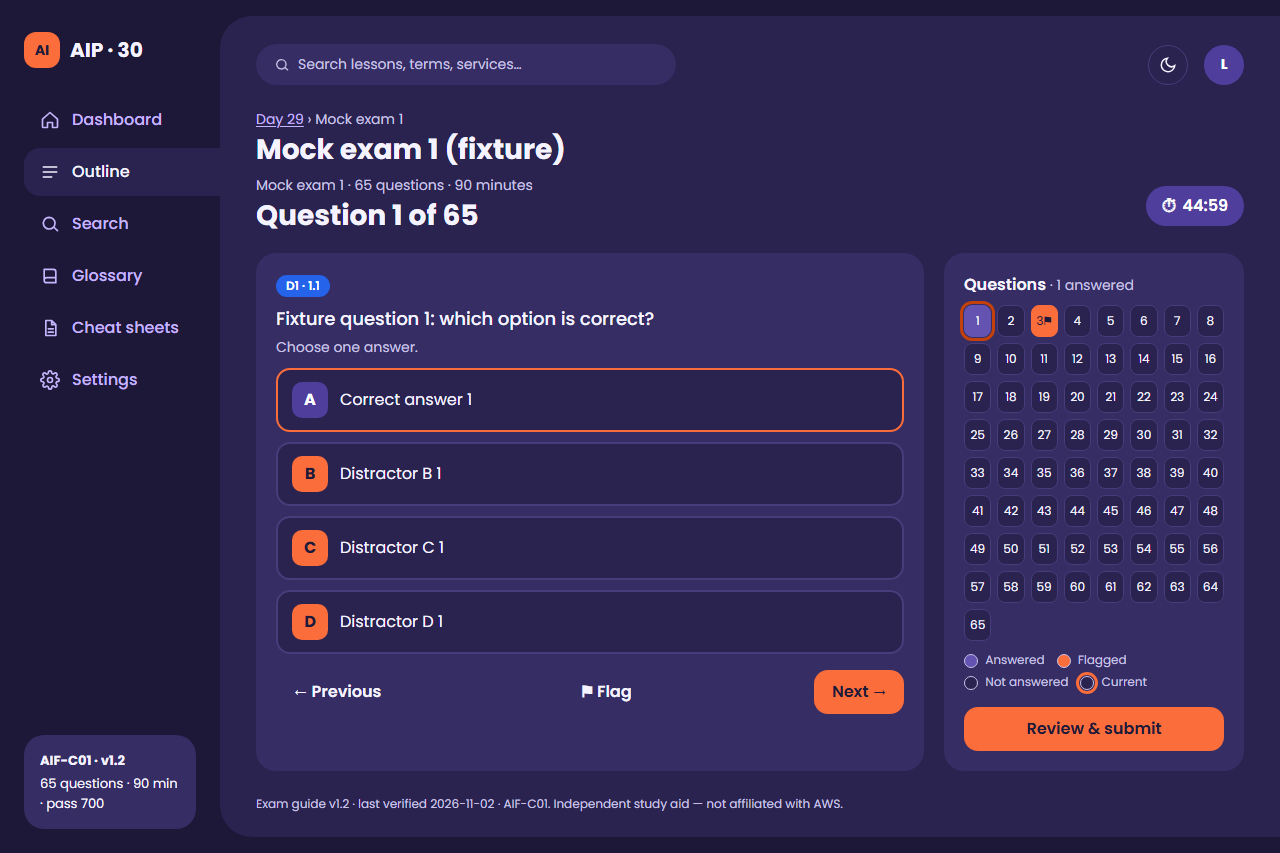 AI AIP · 30
Dashboard
Outline
Search
Glossary
Cheat sheets
Settings
AIF-C01 · v1.2
65 questions · 90 min
· pass 700
Search lessons, terms, services…
L
Day 29 › Mock exam 1
Mock exam 1 (fixture)
Mock exam 1 · 65 questions · 90 minutes
Question 1 of 65
⏱ 44:59
D1 · 1.1
Fixture question 1: which option is correct?
Choose one answer.
A Correct answer 1
B Distractor B 1
C Distractor C 1
D Distractor D 1
← Previous
⚑ Flag
Next →
Questions · 1 answered
1 2 3⚑ 4 5 6 7 8
9 10 11 12 13 14 15 16
17 18 19 20 21 22 23 24
25 26 27 28 29 30 31 32
33 34 35 36 37 38 39 40
41 42 43 44 45 46 47 48
49 50 51 52 53 54 55 56
57 58 59 60 61 62 63 64
65
Answered Flagged
Not answered Current
Review & submit
Exam guide v1.2 · last verified 2026-11-02 · AIF-C01. Independent study aid — not affiliated with AWS.